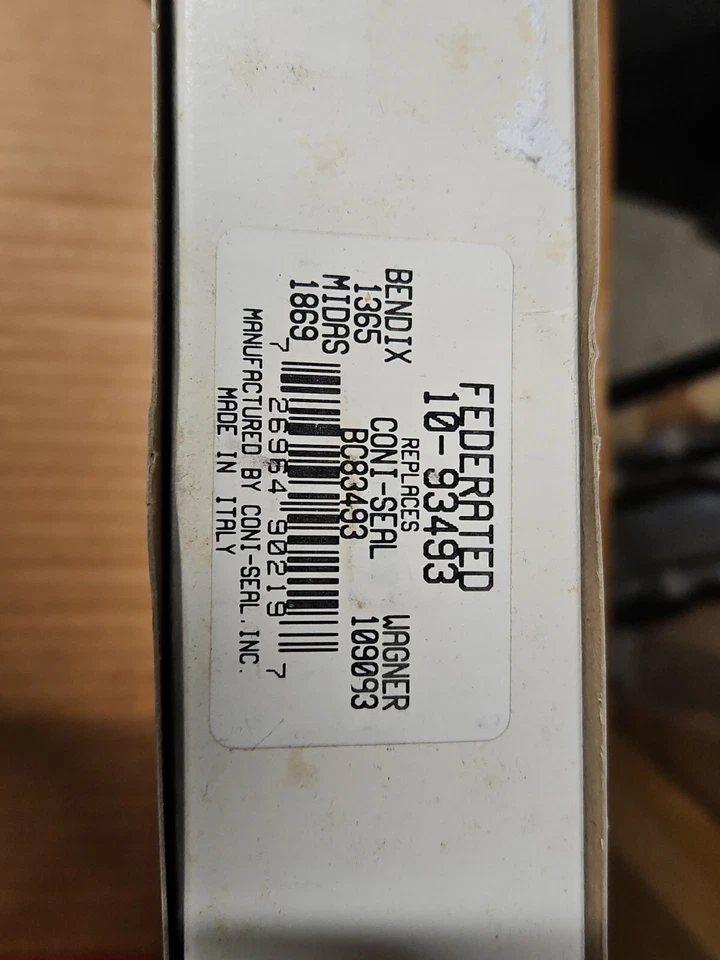 FEDERATED
10-93493
REPLACES
BENDIX CONI-SEAL WAGNER
1365 BC83493 109093
MIDAS
1869
7 26964 90219 7
MANUFACTURED BY CONI-SEAL, INC.
MADE IN ITALY